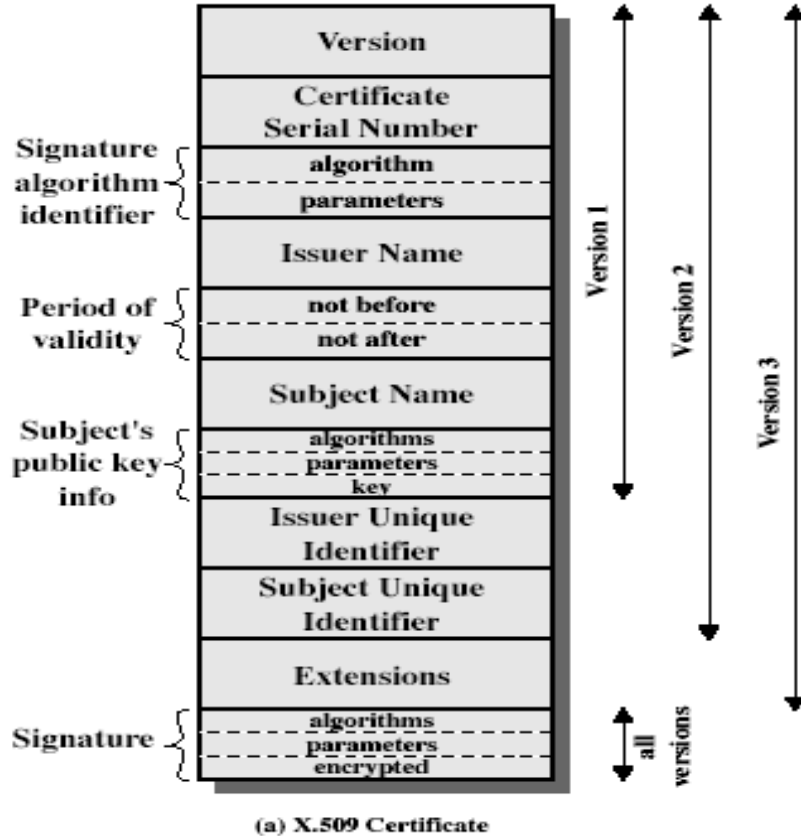 Version
Certificate
Serial Number
Signature
algorithm
identifier
algorithm
parameters
Issuer Name
Period of
validity
not before
not after
Subject Name
Subject's
public key
info
algorithms
parameters
key
Issuer Unique
Identifier
Subject Unique
Identifier
Extensions
Signature
algorithms
parameters
encrypted
Version 1
Version 2
Version 3
all
versions
(a) X.509 Certificate